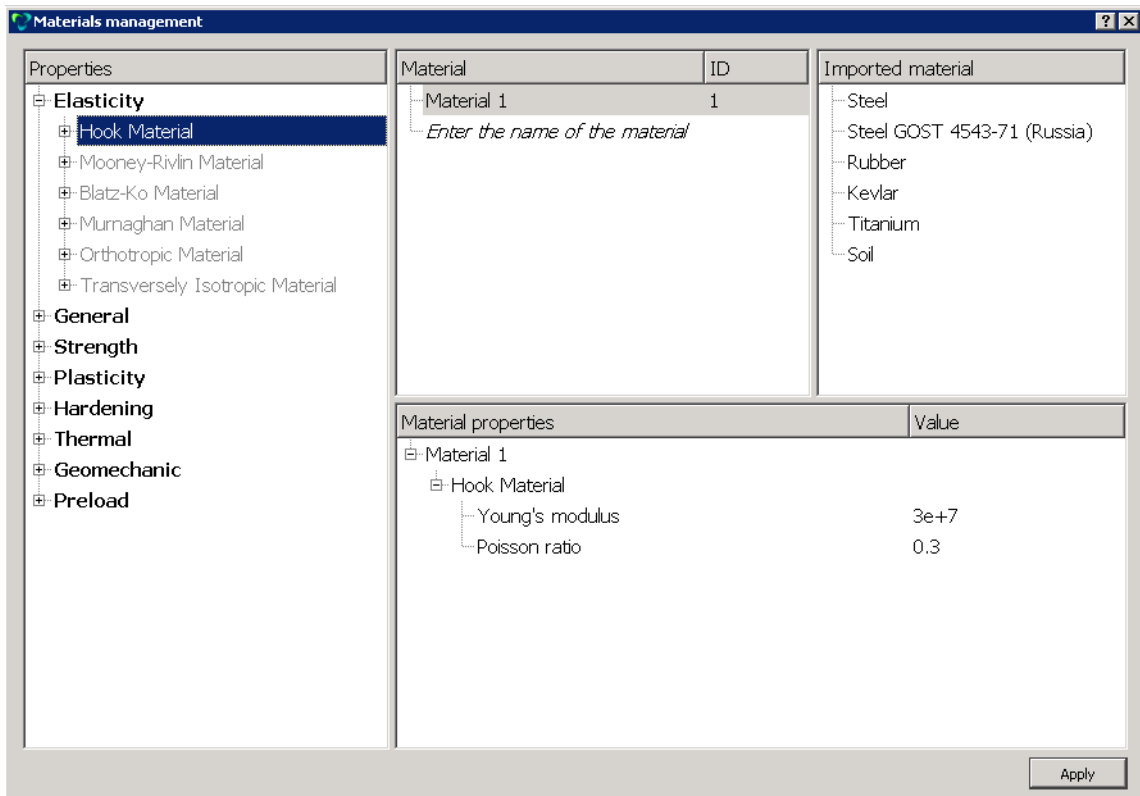 Materials management
Properties
Elasticity
Hook Material
Mooney-Rivlin Material
Blatz-Ko Material
Murnaghan Material
Orthotropic Material
Transversely Isotropic Material
General
Strength
Plasticity
Hardening
Thermal
Geomechanic
Preload
Material ID
Material 1 1
Enter the name of the material
Imported material
Steel
Steel GOST 4543-71 (Russia)
Rubber
Kevlar
Titanium
Soil
Material properties Value
Material 1
Hook Material
Young's modulus 3e+7
Poisson ratio 0.3
Apply